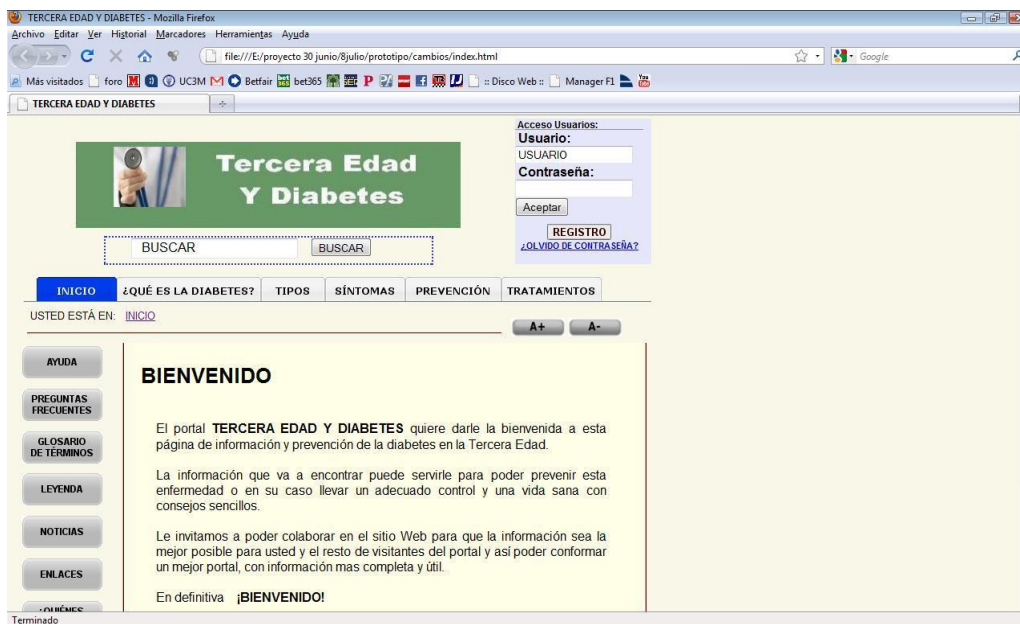 TERCERA EDAD Y DIABETES - Mozilla Firefox
Archivo Editar Ver Historial Marcadores Herramientas Ayuda
file:///E:/proyecto 30 junio/8julio/prototipo/cambios/index.html
Google
Más visitados foro UC3M Betfair bet365 :: Disco Web :: Manager F1
TERCERA EDAD Y DIABETES
Acceso Usuarios:
Usuario:
USUARIO
Contraseña:
Aceptar
REGISTRO
¿OLVIDO DE CONTRASEÑA?
Tercera Edad
Y Diabetes
BUSCAR BUSCAR
INICIO ¿QUÉ ES LA DIABETES? TIPOS SÍNTOMAS PREVENCIÓN TRATAMIENTOS
USTED ESTÁ EN: INICIO
A+ A-
AYUDA
PREGUNTAS
FRECUENTES
GLOSARIO
DE TÉRMINOS
LEYENDA
NOTICIAS
ENLACES
¿QUIÉNES
BIENVENIDO
El portal TERCERA EDAD Y DIABETES quiere darle la bienvenida a esta
página de información y prevención de la diabetes en la Tercera Edad.
La información que va a encontrar puede servirle para poder prevenir esta
enfermedad o en su caso llevar un adecuado control y una vida sana con
consejos sencillos.
Le invitamos a poder colaborar en el sitio Web para que la información sea la
mejor posible para usted y el resto de visitantes del portal y así poder conformar
un mejor portal, con información mas completa y útil.
En definitiva ¡BIENVENIDO!
Terminado